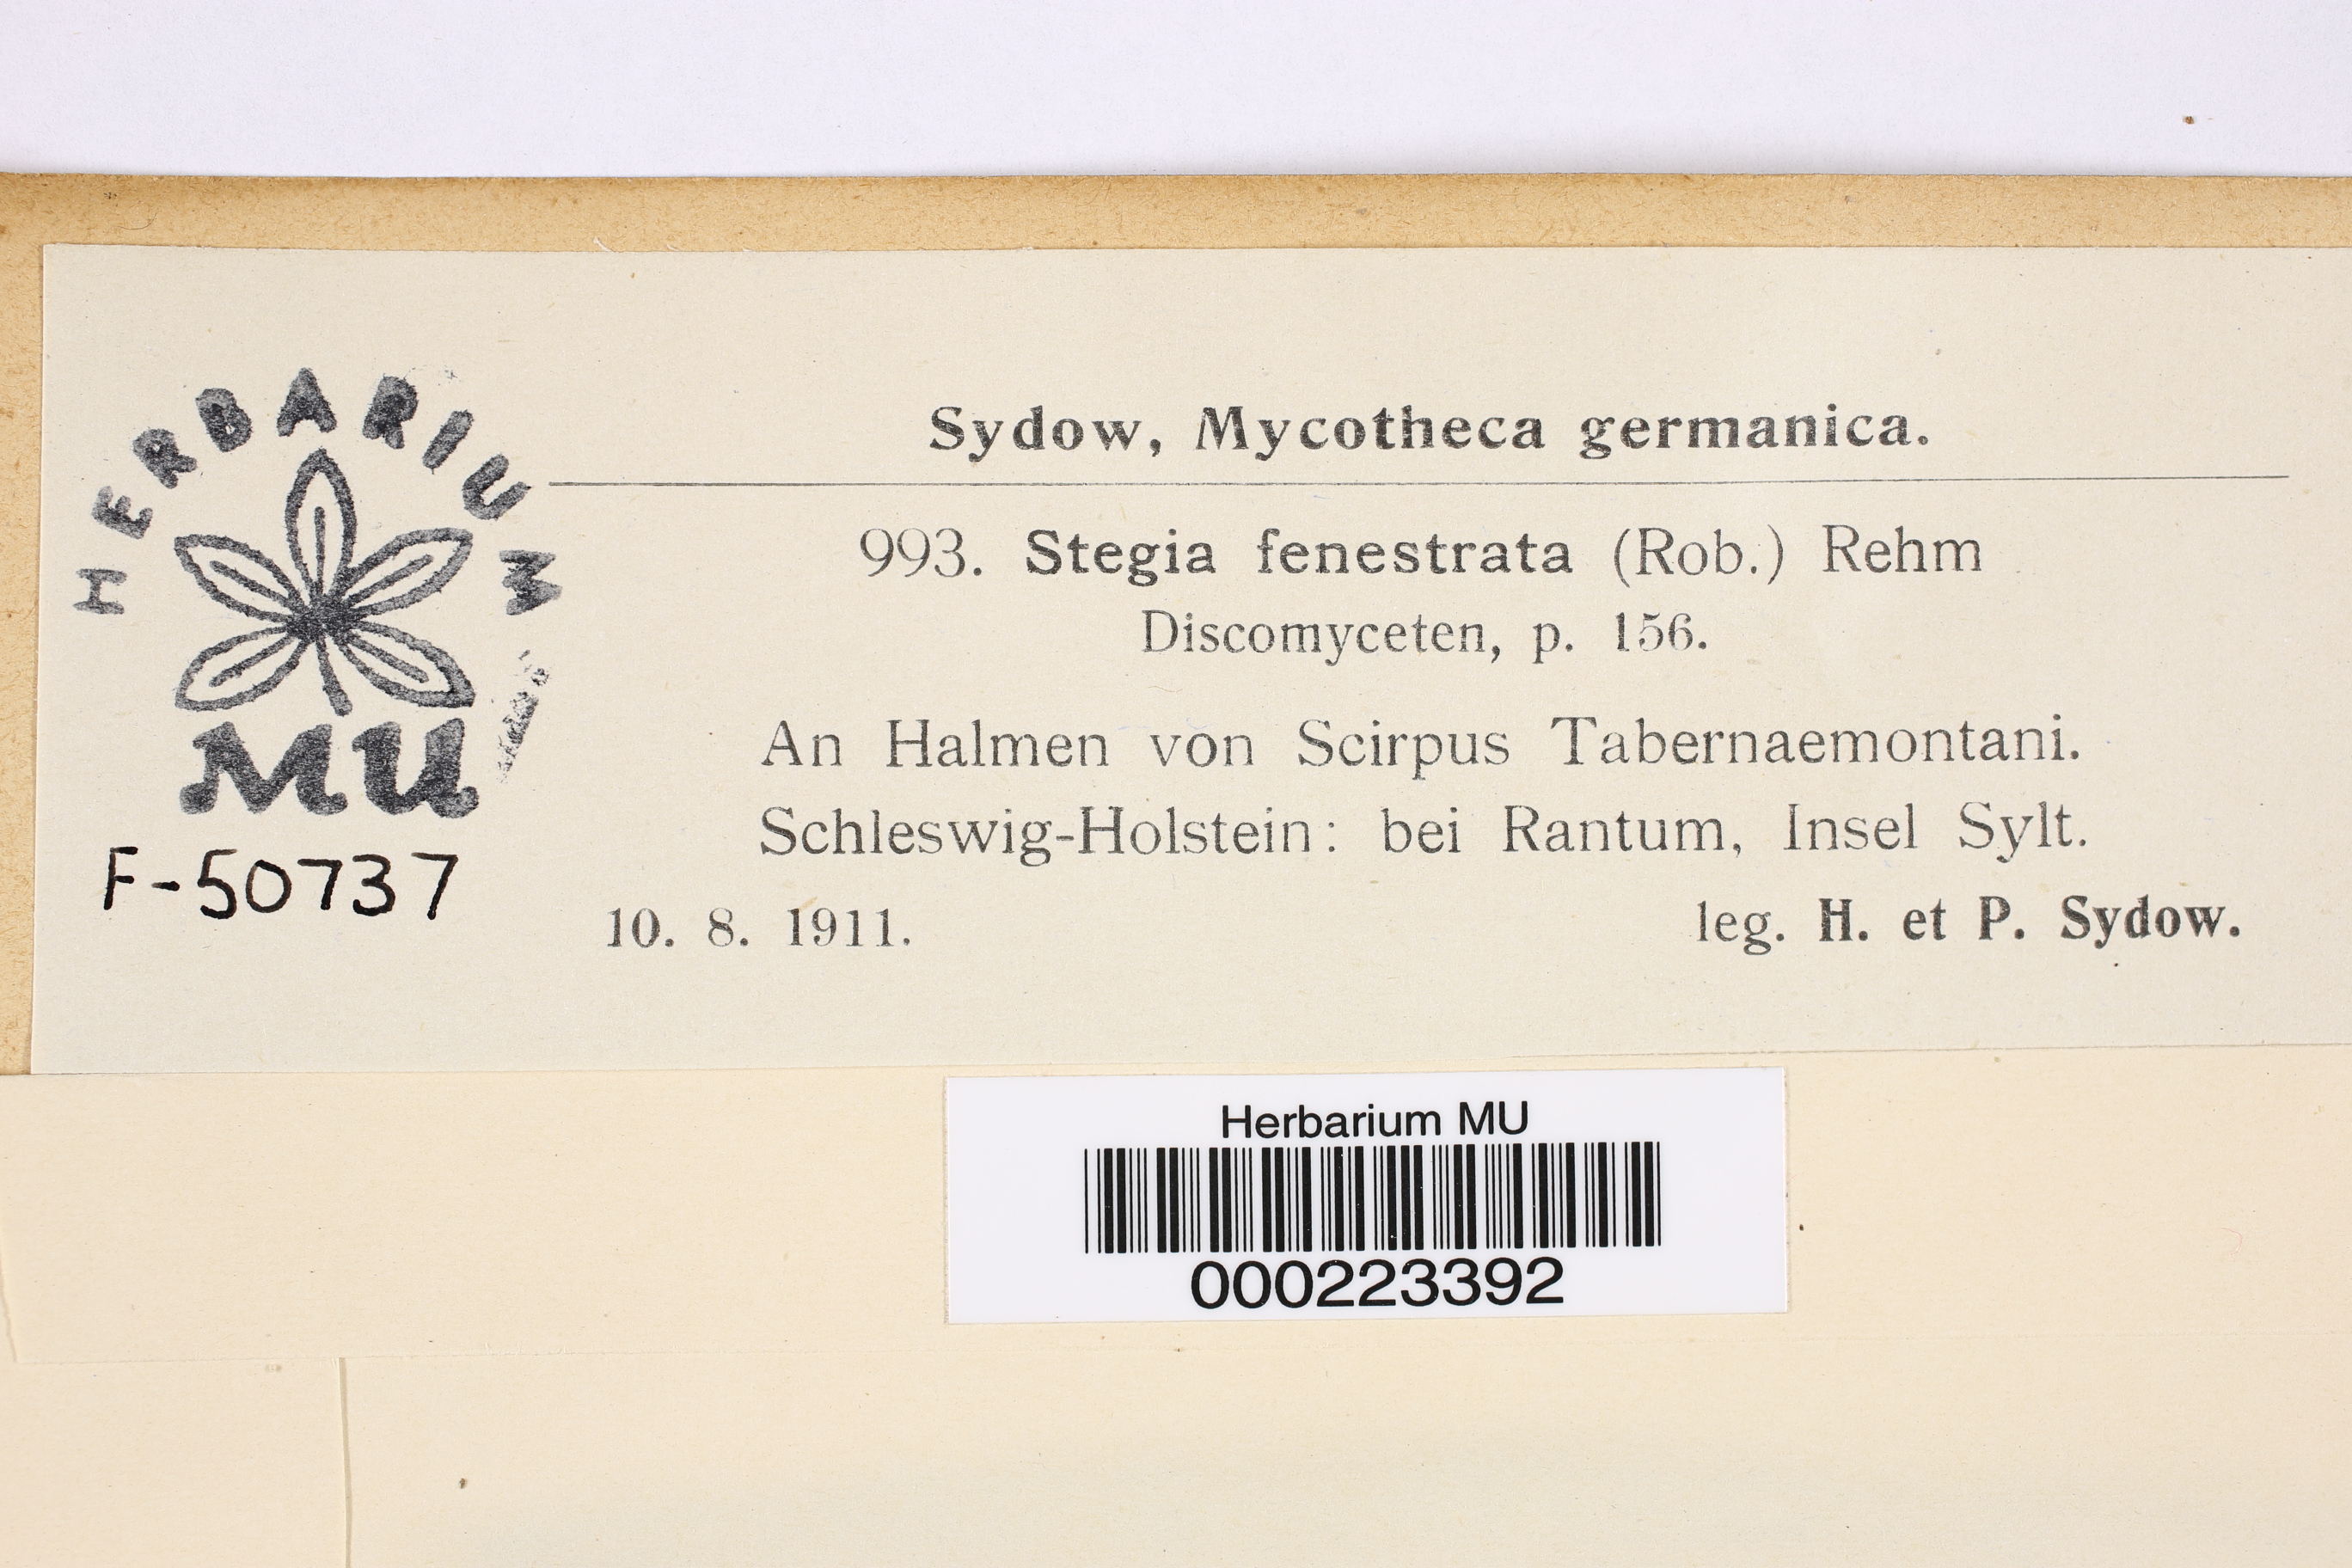 Sydow, Mycotheca germanica.
993. Stegia fenestrata (Rob.) Rehm
Discomyceten, p. 156.
An Halmen von Scirpus Tabernaemontani.
Schleswig-Holstein: bei Rantum, Insel Sylt.
10. 8. 1911. leg. H. et P. Sydow.
HERBARIUM
MU
F-50737
Herbarium MU
000223392